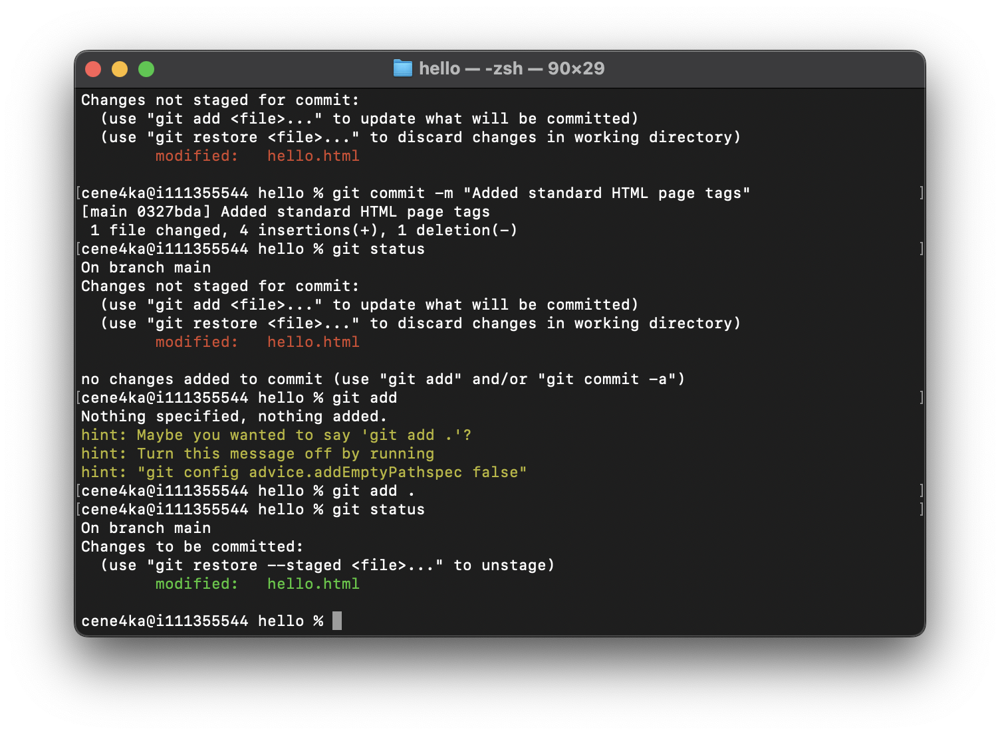 hello — -zsh — 90×29
Changes not staged for commit:
  (use "git add <file>..." to update what will be committed)
  (use "git restore <file>..." to discard changes in working directory)
        modified:   hello.html

[cene4ka@i111355544 hello % git commit -m "Added standard HTML page tags" ]
[main 0327bda] Added standard HTML page tags
 1 file changed, 4 insertions(+), 1 deletion(-)
[cene4ka@i111355544 hello % git status ]
On branch main
Changes not staged for commit:
  (use "git add <file>..." to update what will be committed)
  (use "git restore <file>..." to discard changes in working directory)
        modified:   hello.html

no changes added to commit (use "git add" and/or "git commit -a")
[cene4ka@i111355544 hello % git add ]
Nothing specified, nothing added.
hint: Maybe you wanted to say 'git add .'?
hint: Turn this message off by running
hint: "git config advice.addEmptyPathspec false"
[cene4ka@i111355544 hello % git add . ]
[cene4ka@i111355544 hello % git status ]
On branch main
Changes to be committed:
  (use "git restore --staged <file>..." to unstage)
        modified:   hello.html

cene4ka@i111355544 hello %